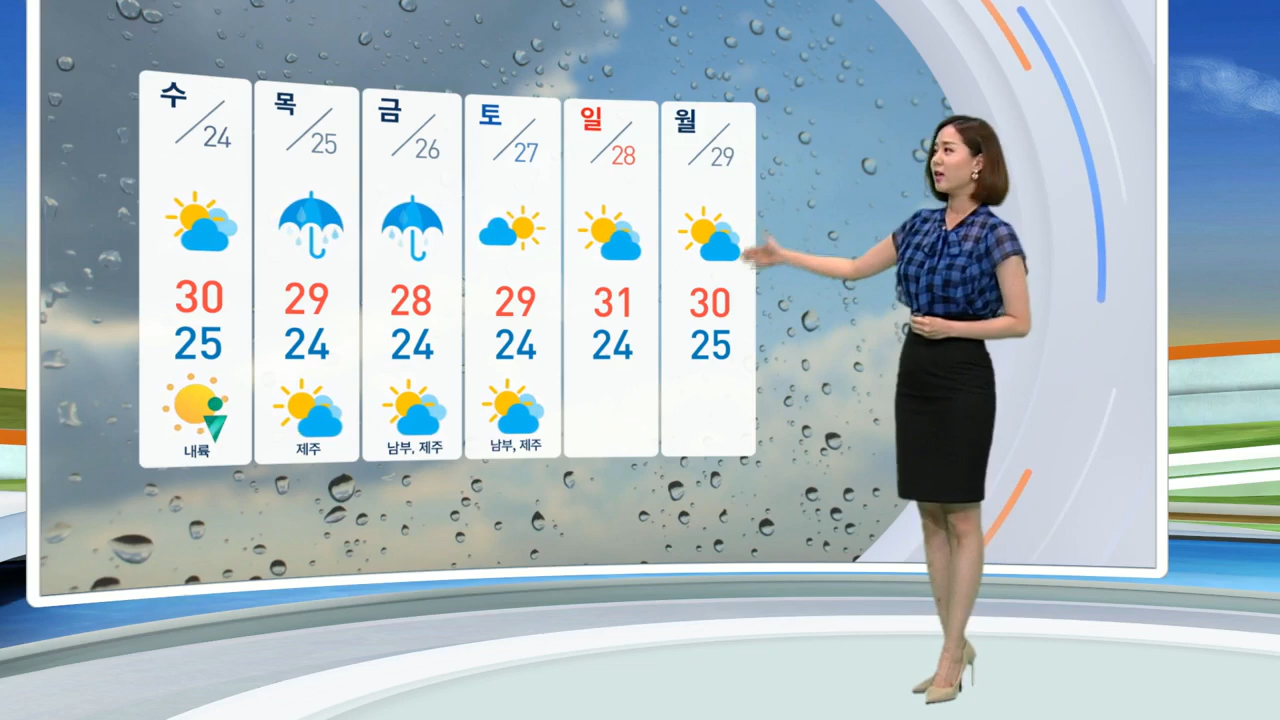 수/24
30
25
내륙
목/25
29
24
제주
금/26
28
24
남부, 제주
토/27
29
24
남부, 제주
일/28
31
24
월/29
30
25